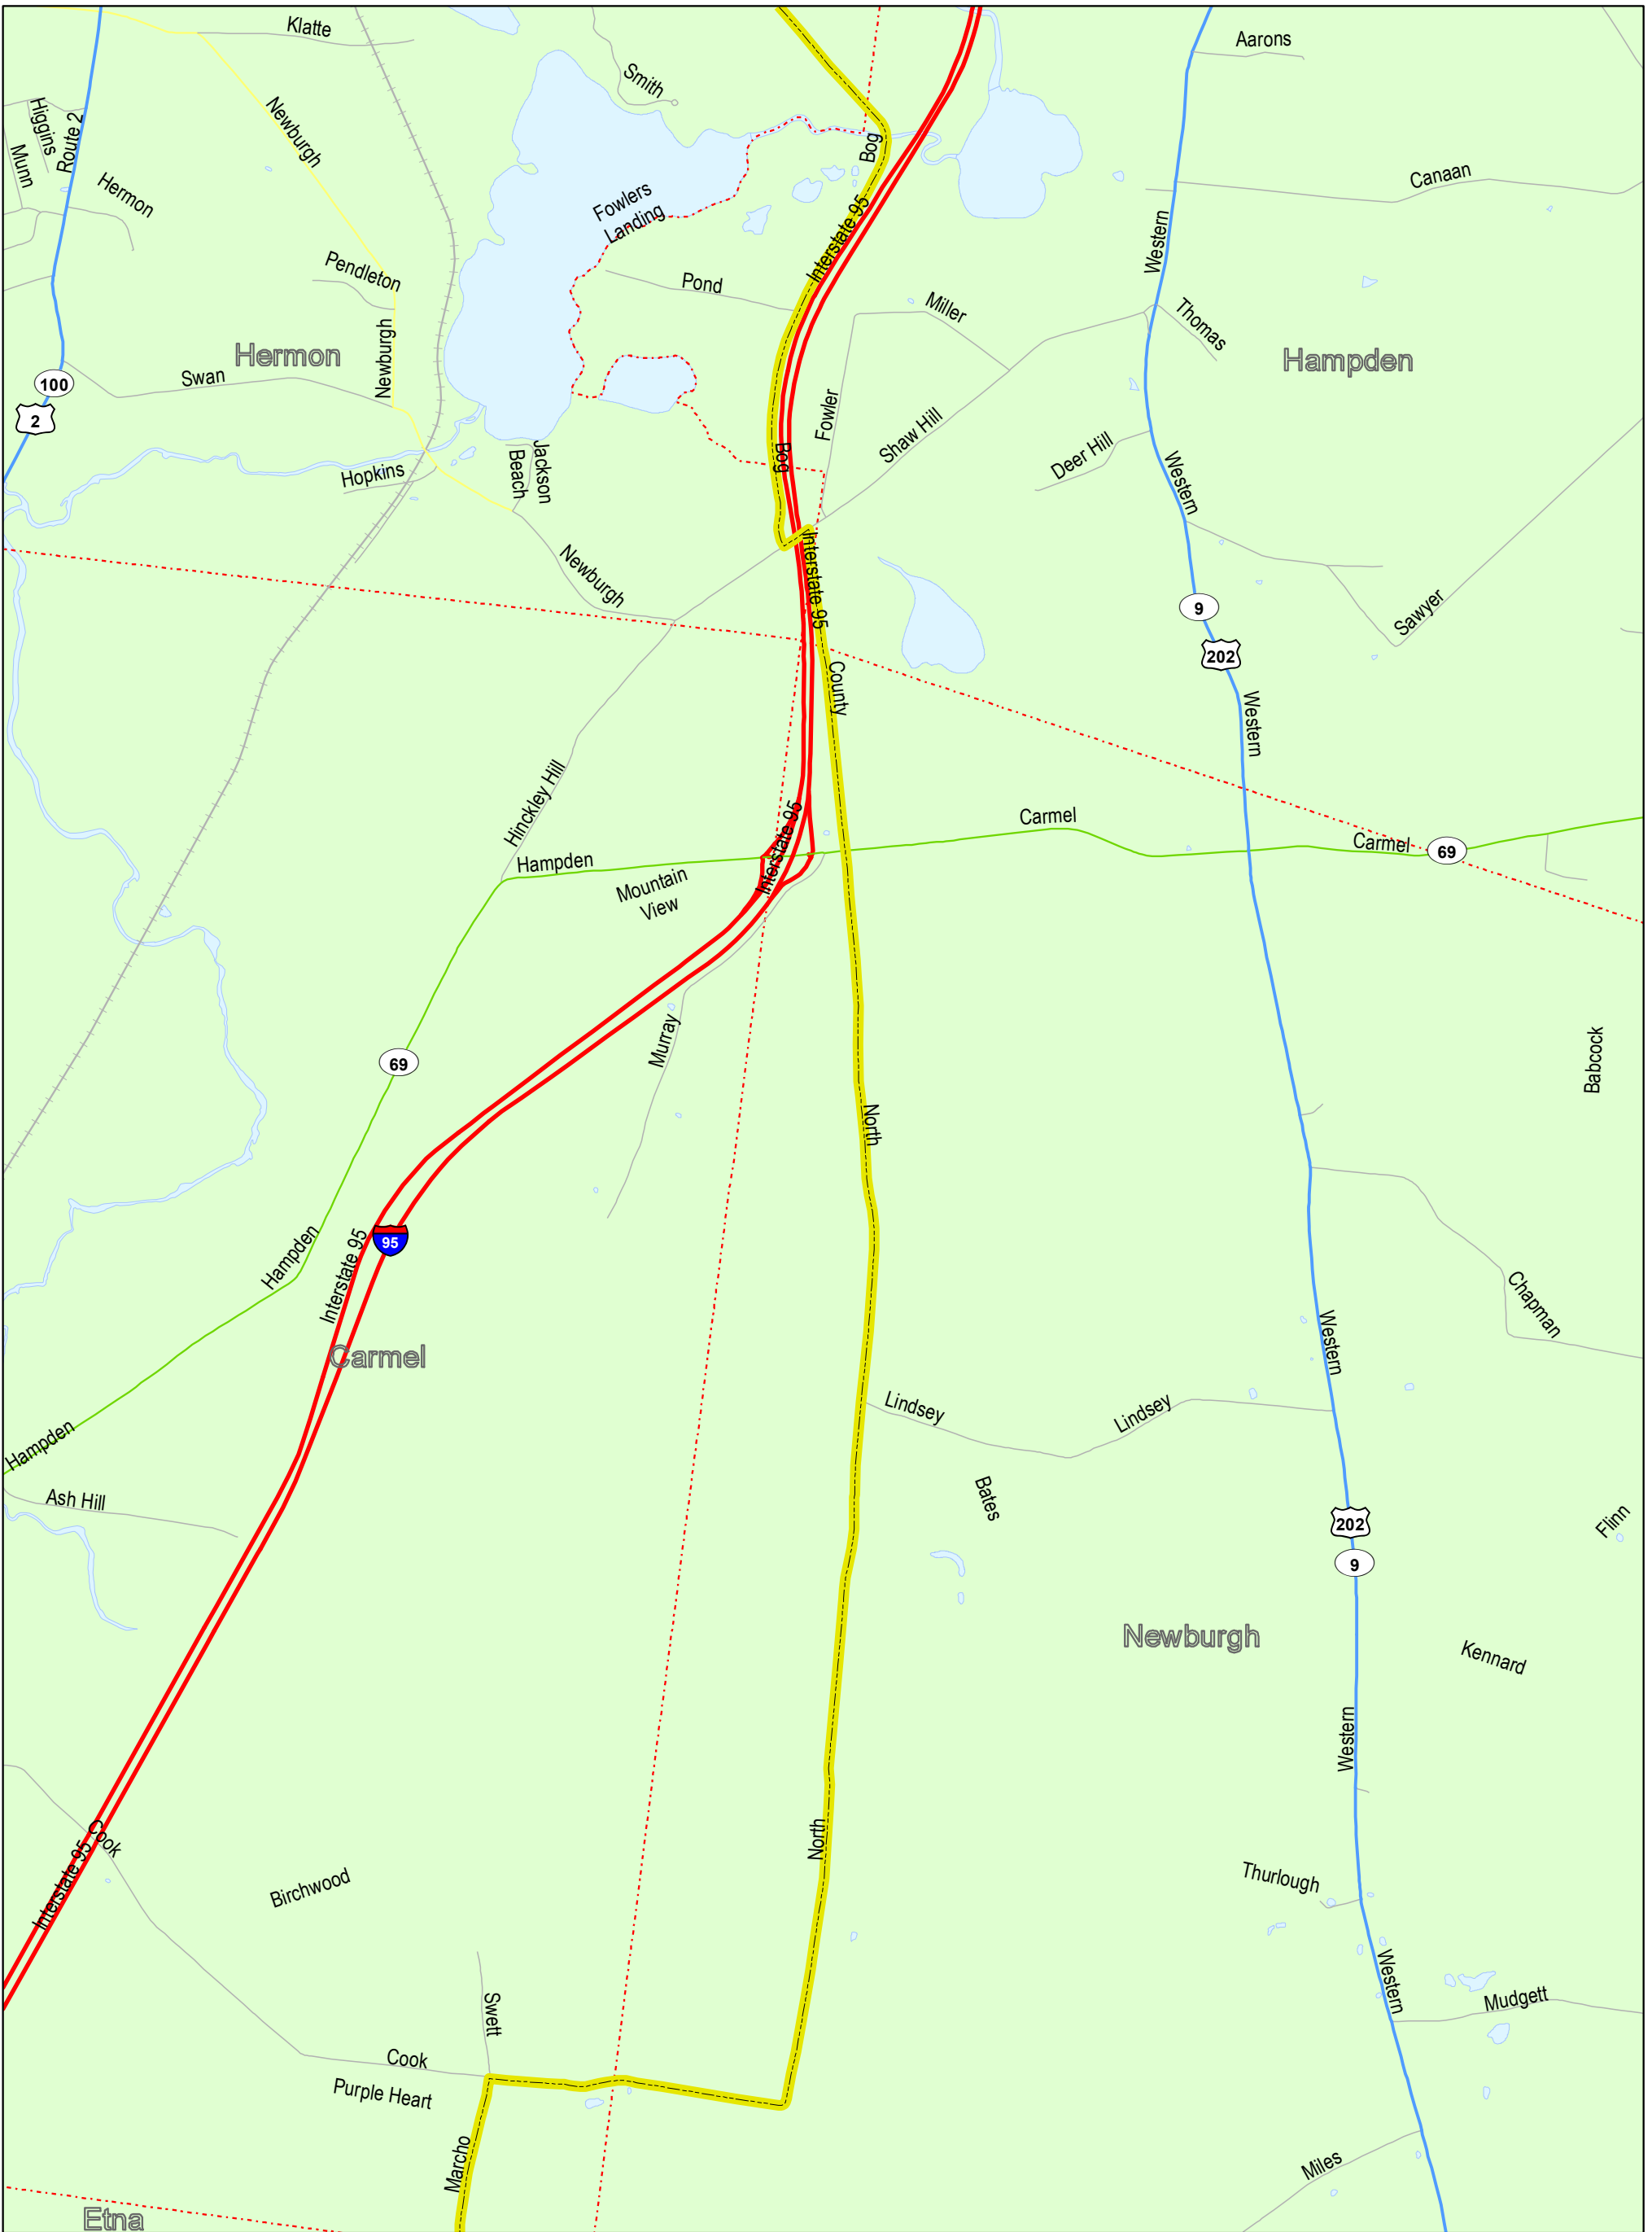 Klatte
Smith
Aarons
Higgins
Route 2
Newburgh
Munn
Hermon
Bog
Canaan
Fowlers
Landing
Interstate 95
Western
Pendleton
Pond
Miller
Thomas
Newburgh
Hermon
Hampden
Swan
100
2
Fowler
Shaw Hill
Deer Hill
Bog
Western
Hopkins
Beach
Jackson
Newburgh
Interstate 95
9
Sawyer
202
County
Western
Hinckley Hill
Interstate 95
Carmel
Carmel
69
Hampden
Mountain
View
Murray
69
Babcock
North
Hampden
Interstate 95
95
Chapman
Carmel
Western
Hampden
Lindsey
Lindsey
Ash Hill
Bates
202
9
Flinn
Newburgh
Kennard
Western
Cook
Interstate 95
North
Birchwood
Thurlough
Western
Swett
Mudgett
Cook
Purple Heart
Marcho
Miles
Etna